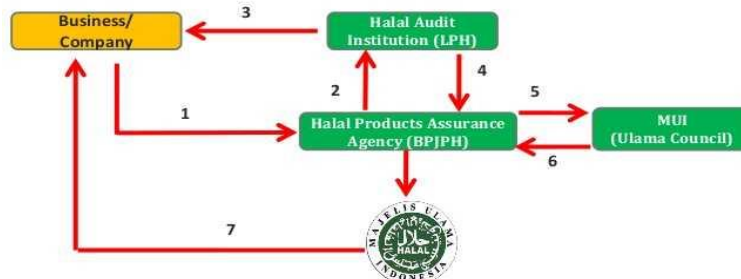 Business/
Company
3
Halal Audit
Institution (LPH)
2
4
1
5
Halal Products Assurance
Agency (BPJPH)
MUI
(Ulama Council)
6
7
MAJELIS ULAMA
حلال
HALAL
INDONESIA